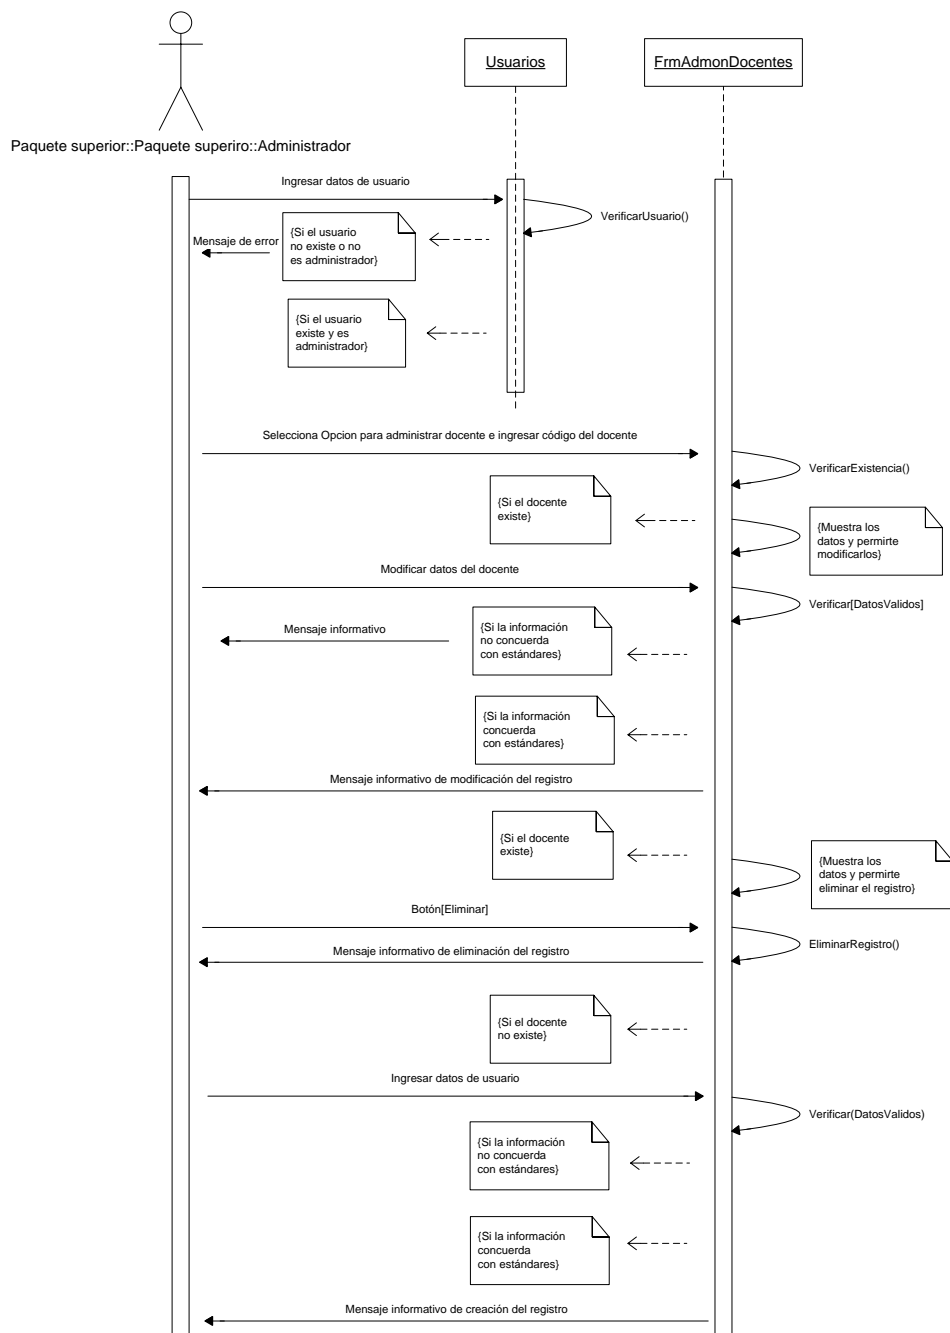 Usuarios
FrmAdmonDocentes
Paquete superior::Paquete superiro::Administrador
Ingresar datos de usuario
VerificarUsuario()
Mensaje de error
{Si el usuario
no existe o no
es administrador}
{Si el usuario
existe y es
administrador}
Selecciona Opcion para administrar docente e ingresar código del docente
VerificarExistencia()
{Si el docente
existe}
{Muestra los
datos y permirte
modificarlos}
Modificar datos del docente
Verificar[DatosValidos]
Mensaje informativo
{Si la información
no concuerda
con estándares}
{Si la información
concuerda
con estándares}
Mensaje informativo de modificación del registro
{Si el docente
existe}
{Muestra los
datos y permirte
eliminar el registro}
Botón[Eliminar]
EliminarRegistro()
Mensaje informativo de eliminación del registro
{Si el docente
no existe}
Ingresar datos de usuario
Verificar(DatosValidos)
{Si la información
no concuerda
con estándares}
{Si la información
concuerda
con estándares}
Mensaje informativo de creación del registro